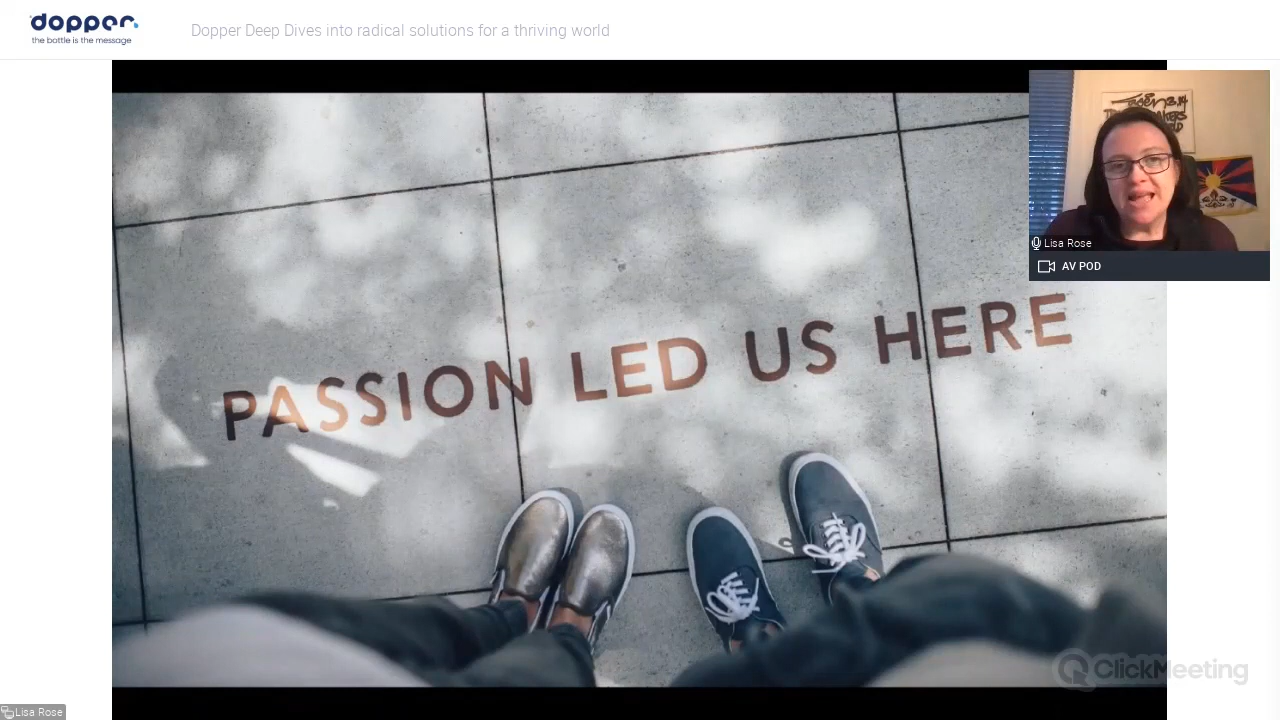 dopper
the bottle is the message
Dopper Deep Dives into radical solutions for a thriving world
PASSION LED US HERE
Lisa Rose
AV POD
ClickMeeting
Lisa Rose